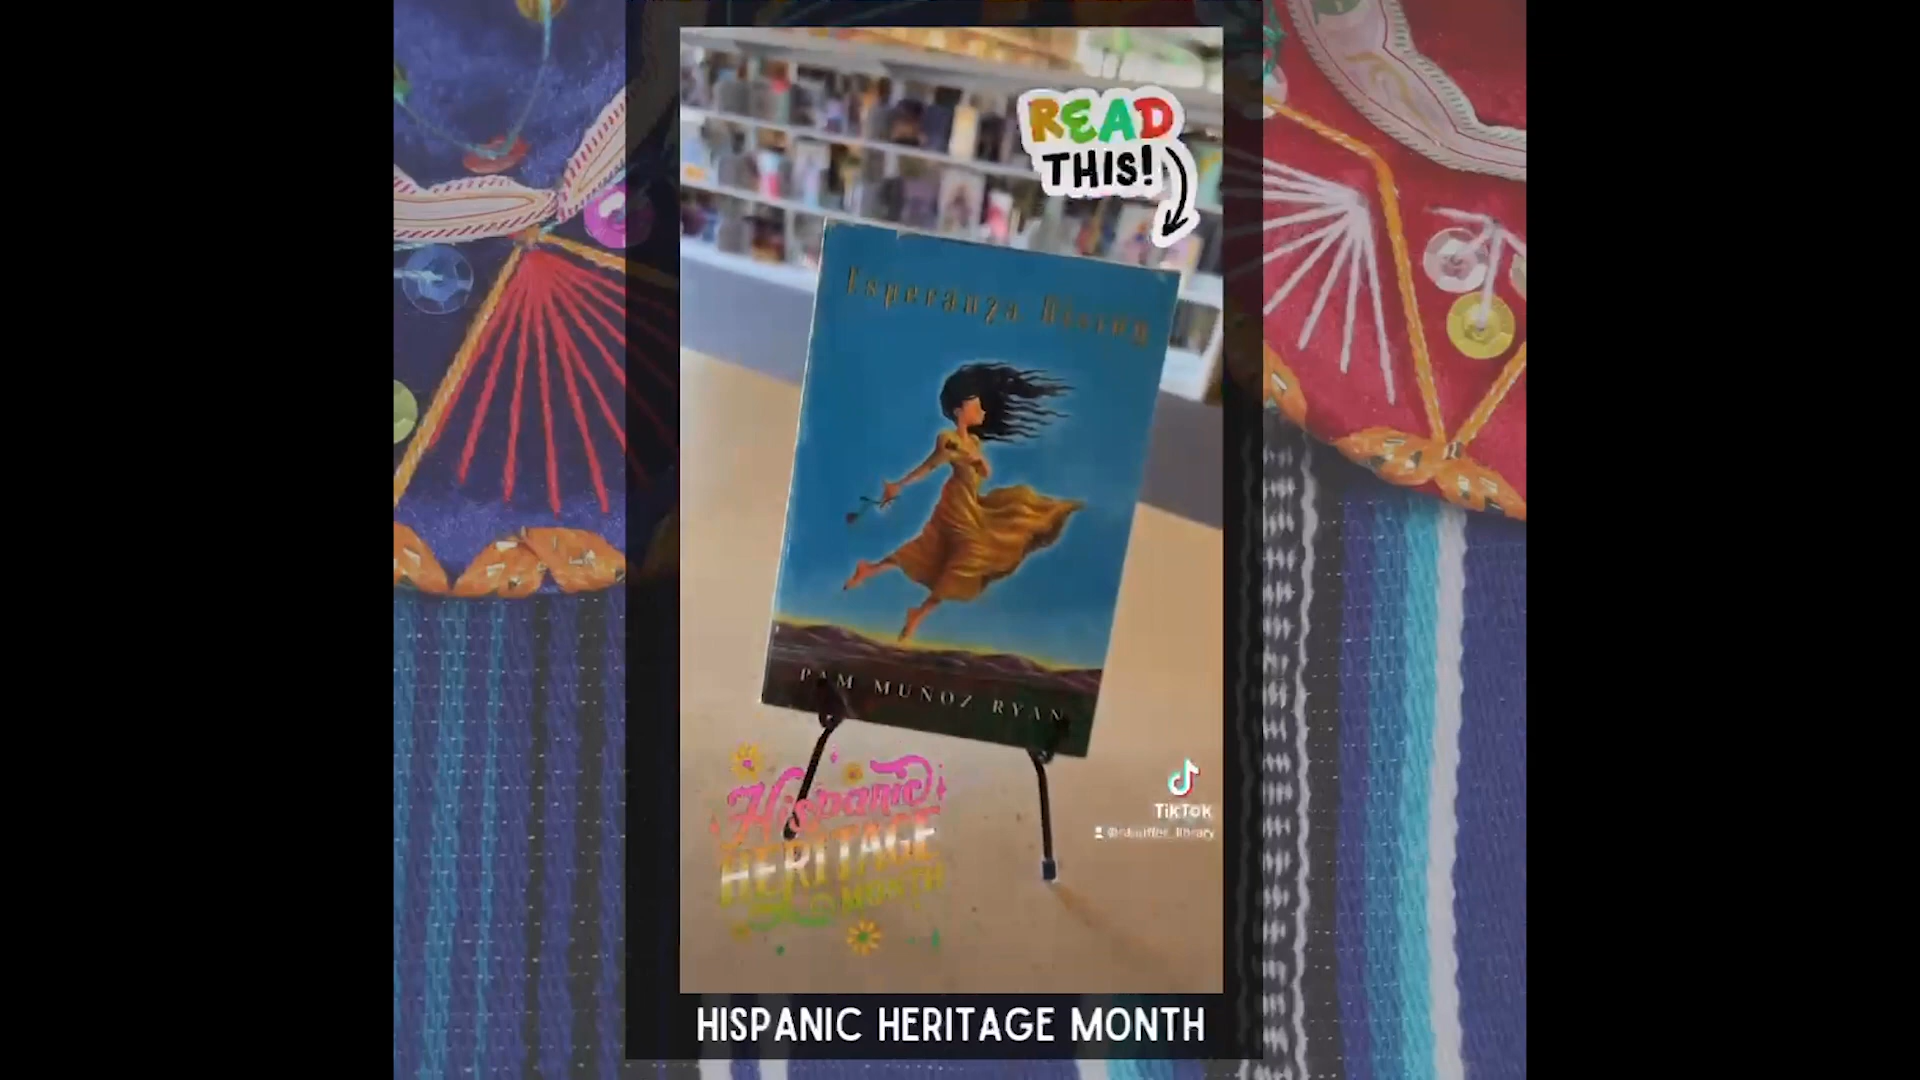 READ
THIS!
Esperanza Rising
PAM MUÑOZ RYAN
Hispanic
HERITAGE
MONTH
TikTok
HISPANIC HERITAGE MONTH